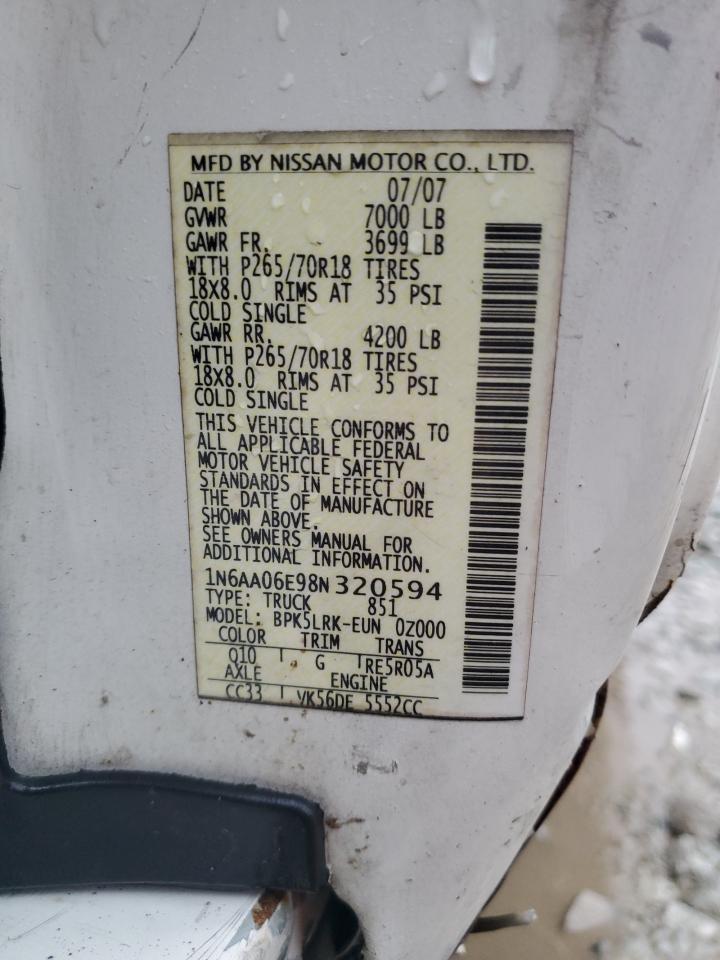 MFD BY NISSAN MOTOR CO., LTD.
DATE 07/07
GVWR 7000 LB
GAWR FR. 3699 LB
WITH P265/70R18 TIRES
18X8.0 RIMS AT 35 PSI
COLD SINGLE
GAWR RR. 4200 LB
WITH P265/70R18 TIRES
18X8.0 RIMS AT 35 PSI
COLD SINGLE
THIS VEHICLE CONFORMS TO
ALL APPLICABLE FEDERAL
MOTOR VEHICLE SAFETY
STANDARDS IN EFFECT ON
THE DATE OF MANUFACTURE
SHOWN ABOVE.
SEE OWNERS MANUAL FOR
ADDITIONAL INFORMATION.
1N6AA06E98N320594
TYPE: TRUCK 851
MODEL: BPK5LRK-EUN 0Z000
COLOR TRIM TRANS
Q10 G RE5R05A
AXLE ENGINE
CC33 VK56DE 5552CC